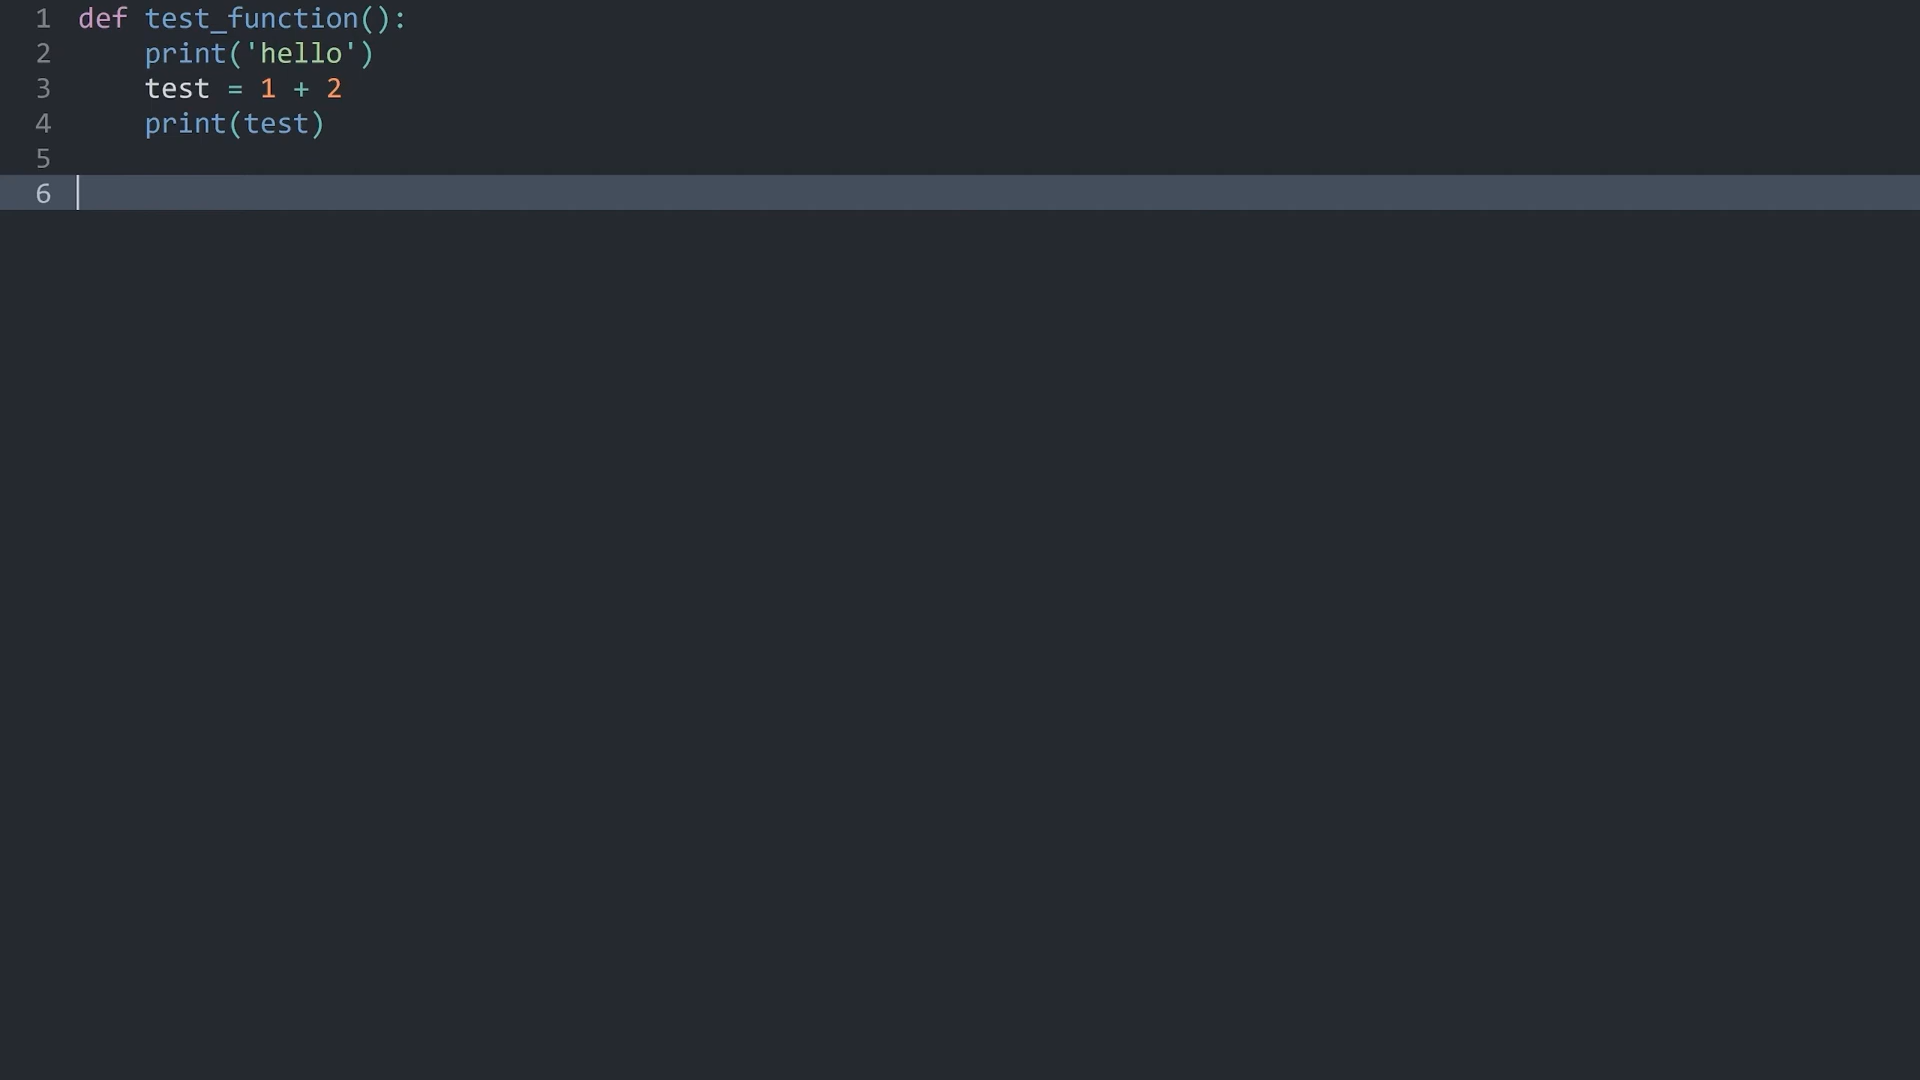 1 def test_function():
2     print('hello')
3     test = 1 + 2
4     print(test)
5
6